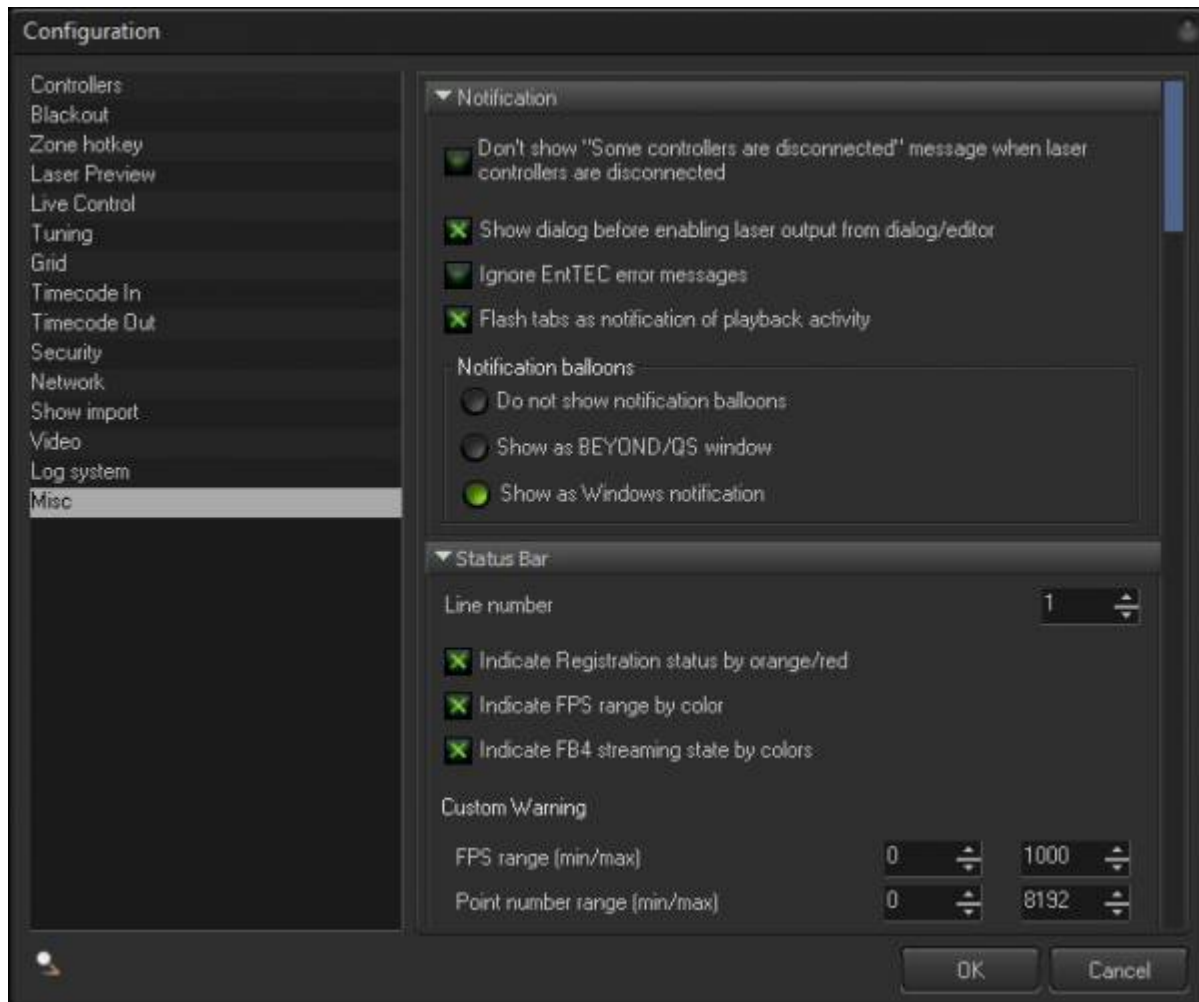 Configuration
Controllers
Blackout
Zone hotkey
Laser Preview
Live Control
Tuning
Grid
Timecode In
Timecode Out
Security
Network
Show import
Video
Log system
Misc
Notification
Don't show "Some controllers are disconnected" message when laser
controllers are disconnected
Show dialog before enabling laser output from dialog/editor
Ignore EntTEC error messages
Flash tabs as notification of playback activity
Notification balloons
Do not show notification balloons
Show as BEYOND/QS window
Show as Windows notification
Status Bar
Line number 1
Indicate Registration status by orange/red
Indicate FPS range by color
Indicate FB4 streaming state by colors
Custom Warning
FPS range (min/max) 0 1000
Point number range (min/max) 0 8192
OK Cancel